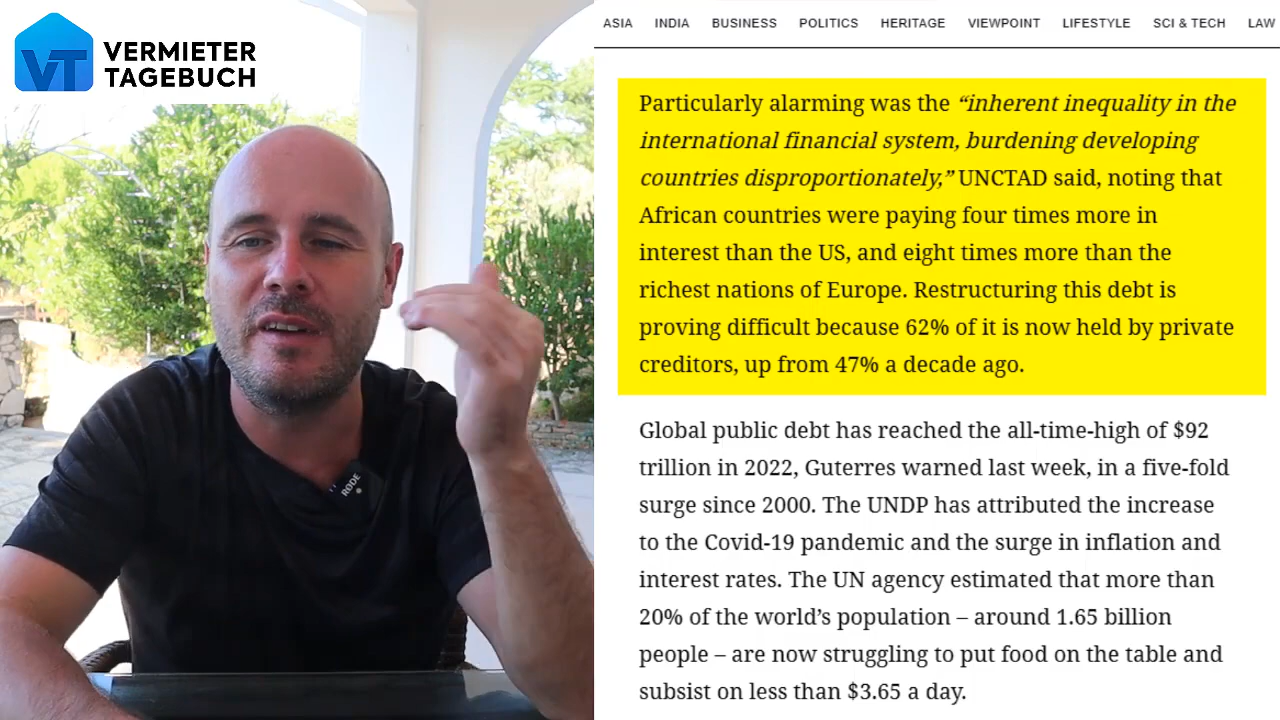 VT VERMIETER
TAGEBUCH
ASIA INDIA BUSINESS POLITICS HERITAGE VIEWPOINT LIFESTYLE SCI & TECH LAW
Particularly alarming was the “inherent inequality in the
international financial system, burdening developing
countries disproportionately,” UNCTAD said, noting that
African countries were paying four times more in
interest than the US, and eight times more than the
richest nations of Europe. Restructuring this debt is
proving difficult because 62% of it is now held by private
creditors, up from 47% a decade ago.
Global public debt has reached the all-time-high of $92
trillion in 2022, Guterres warned last week, in a five-fold
surge since 2000. The UNDP has attributed the increase
to the Covid-19 pandemic and the surge in inflation and
interest rates. The UN agency estimated that more than
20% of the world’s population – around 1.65 billion
people – are now struggling to put food on the table and
subsist on less than $3.65 a day.
RODE